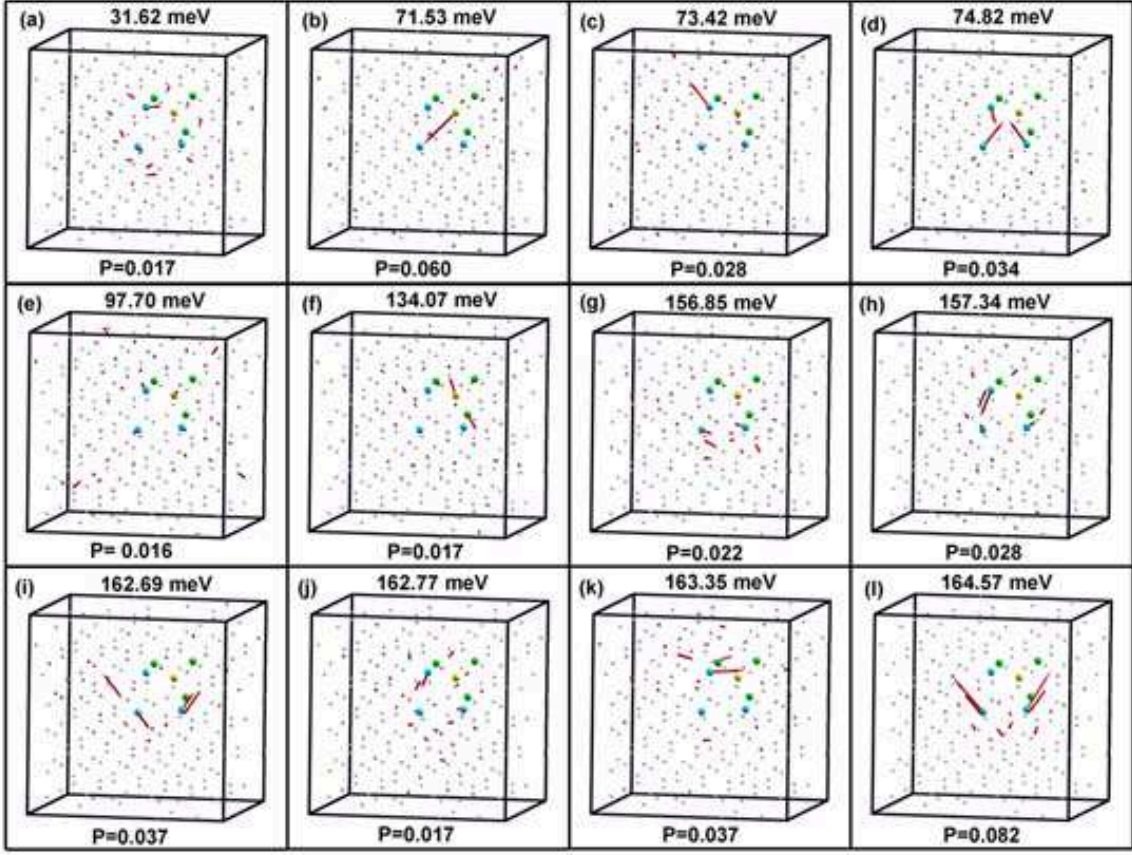 (a) 31.62 meV
P=0.017
(b) 71.53 meV
P=0.060
(c) 73.42 meV
P=0.028
(d) 74.82 meV
P=0.034
(e) 97.70 meV
P= 0.016
(f) 134.07 meV
P=0.017
(g) 156.85 meV
P=0.022
(h) 157.34 meV
P=0.028
(i) 162.69 meV
P=0.037
(j) 162.77 meV
P=0.017
(k) 163.35 meV
P=0.037
(l) 164.57 meV
P=0.082